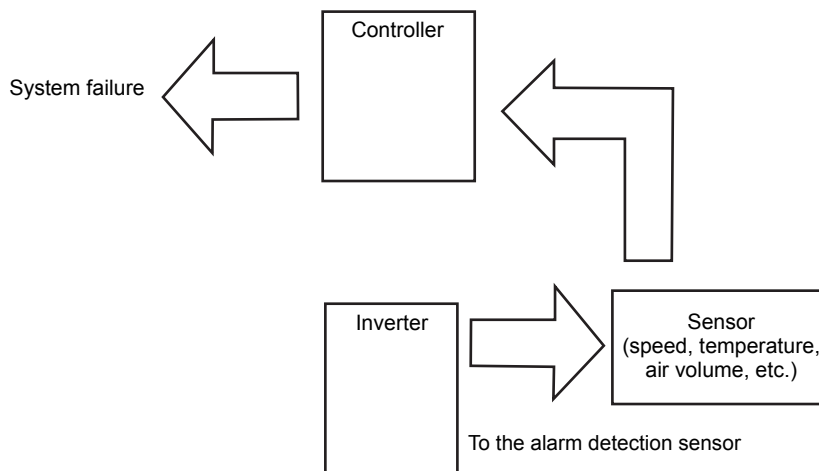 Controller
System failure
Inverter
Sensor
(speed, temperature,
air volume, etc.)
To the alarm detection sensor